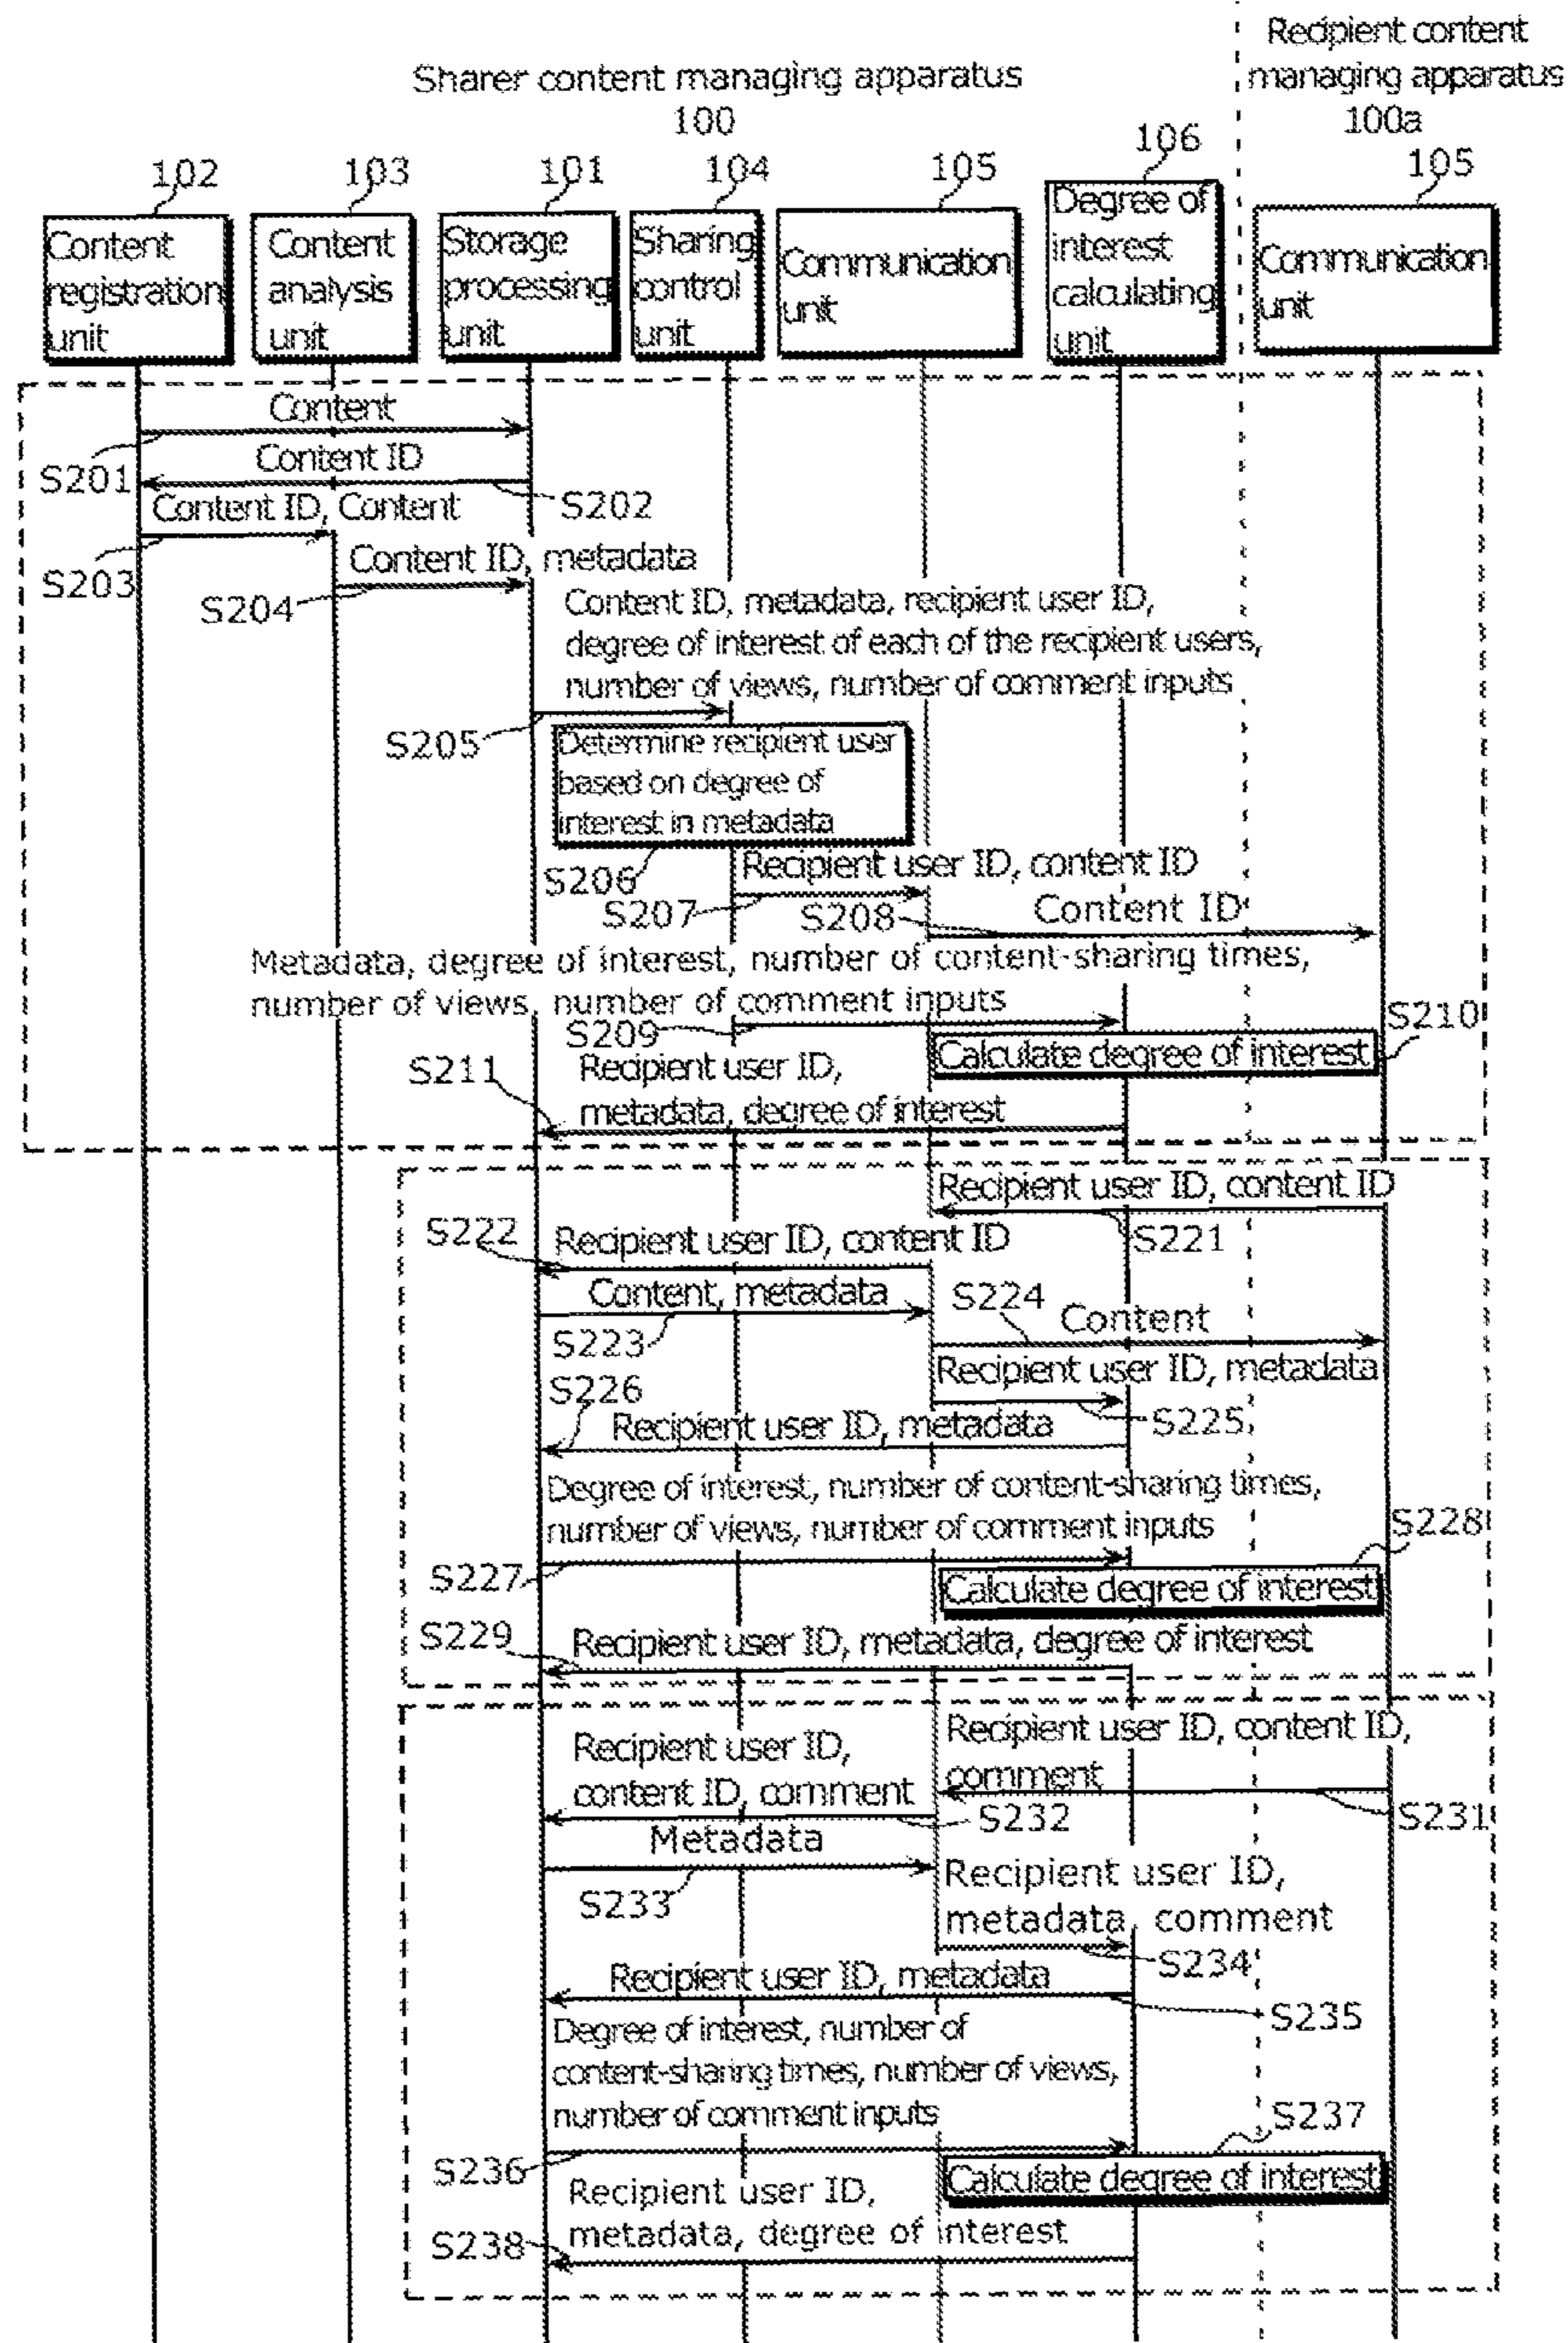 Recipient content
managing apparatus
100a
Sharer content managing apparatus
100
102
103
101
104
105
106
105
Content
registration
unit
Content
analysis
unit
Storage
processing
unit
Sharing
control
unit
Communication
unit
Degree of
interest
calculating
unit
Communication
unit
Content
S201
Content ID
S202
Content ID, Content
S203
Content ID, metadata
S204
Content ID, metadata, recipient user ID,
degree of interest of each of the recipient users,
number of views, number of comment inputs
S205
Determine recipient user
based on degree of
interest in metadata
S206
Recipient user ID, content ID
S207
S208
Content ID
Metadata, degree of interest, number of content-sharing times,
number of views, number of comment inputs
S209
S210
Calculate degree of interest
S211
Recipient user ID,
metadata, degree of interest
Recipient user ID, content ID
S221
S222
Recipient user ID, content ID
Content, metadata
S223
S224
Content
Recipient user ID, metadata
S225
S226
Recipient user ID, metadata
Degree of interest, number of content-sharing times,
number of views, number of comment inputs
S227
S228
Calculate degree of interest
S229
Recipient user ID, metadata, degree of interest
Recipient user ID, content ID,
comment
S231
Recipient user ID,
content ID, comment
S232
Metadata
S233
Recipient user ID,
metadata, comment
S234
Recipient user ID, metadata
S235
Degree of interest, number of
content-sharing times, number of views,
number of comment inputs
S236
S237
Calculate degree of interest
Recipient user ID,
metadata, degree of interest
S238